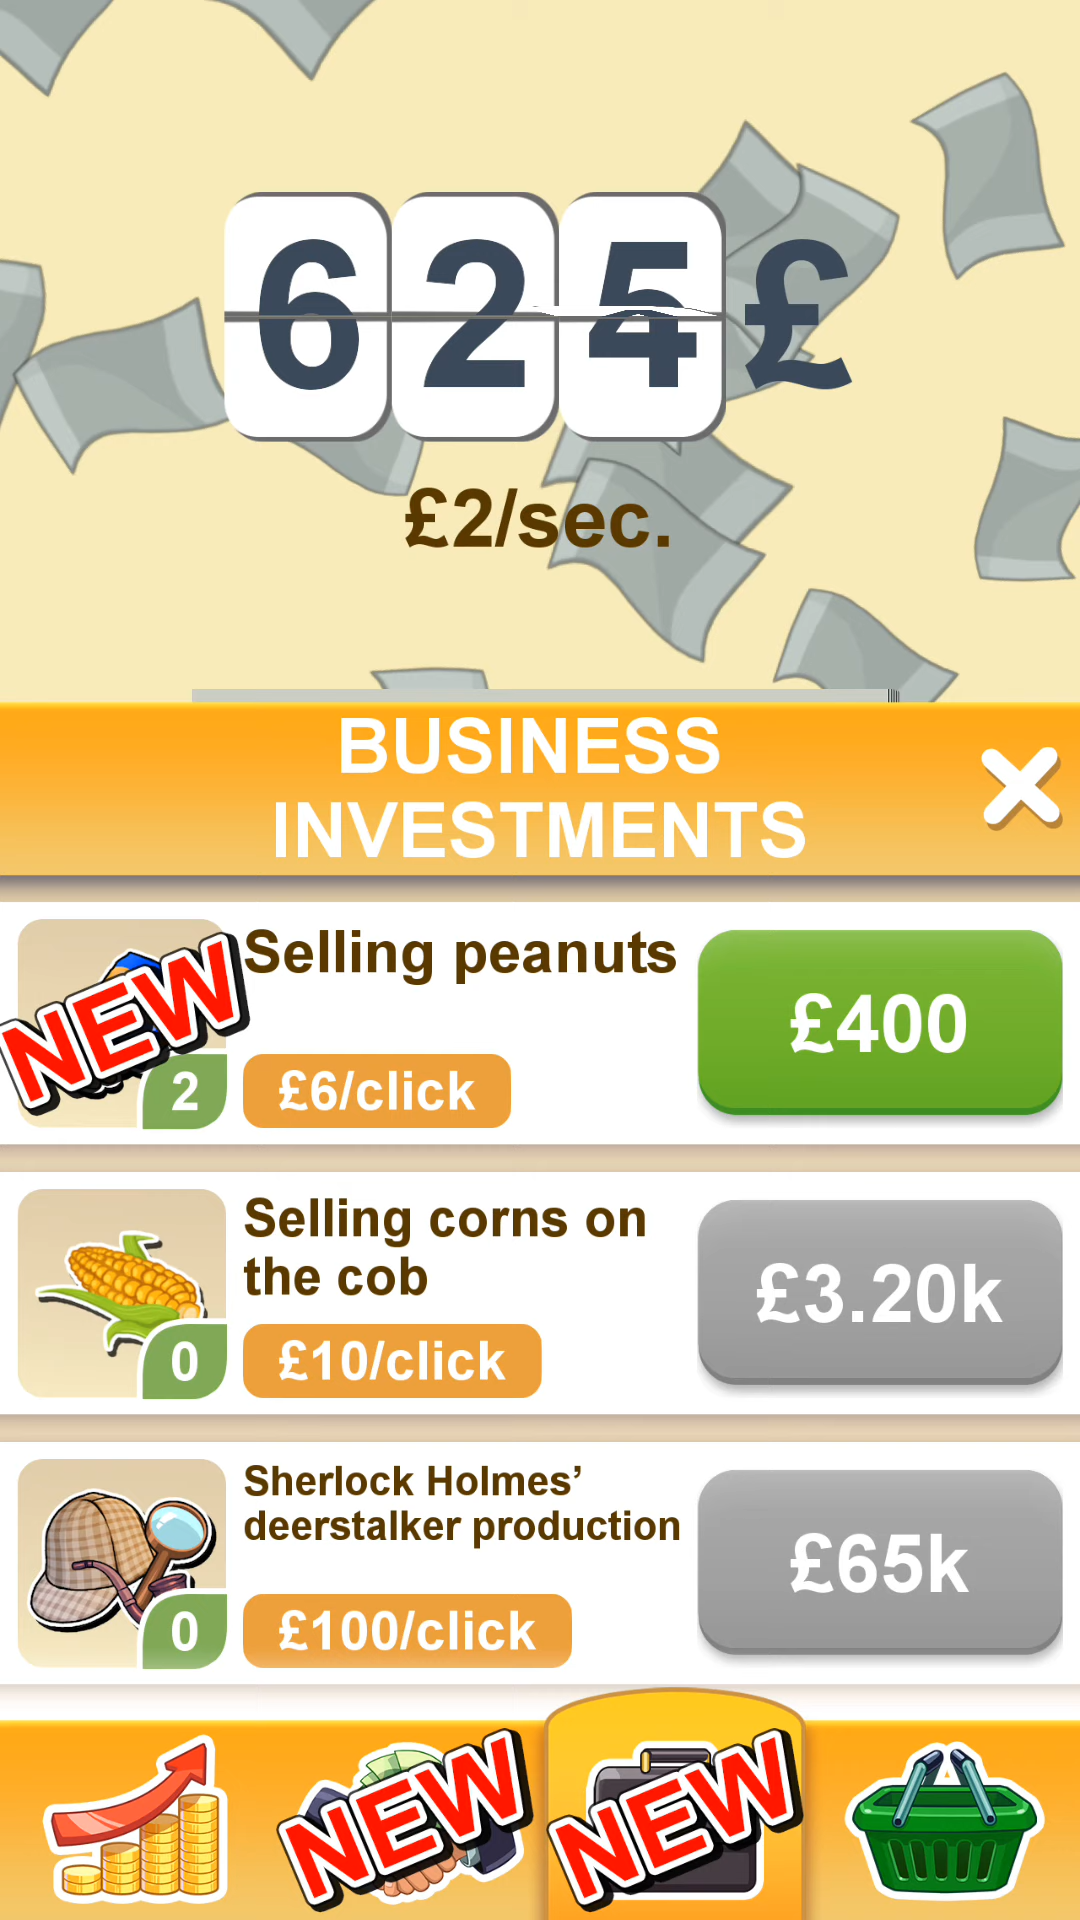 62 £
£2/sec.
BUSINESS
INVESTMENTS
Selling peanuts
NEW
2
£6/click
£400
Selling corns on
the cob
0
£10/click
£3.20k
Sherlock Holmes’
deerstalker production
0
£100/click
£65k
NEW
NEW